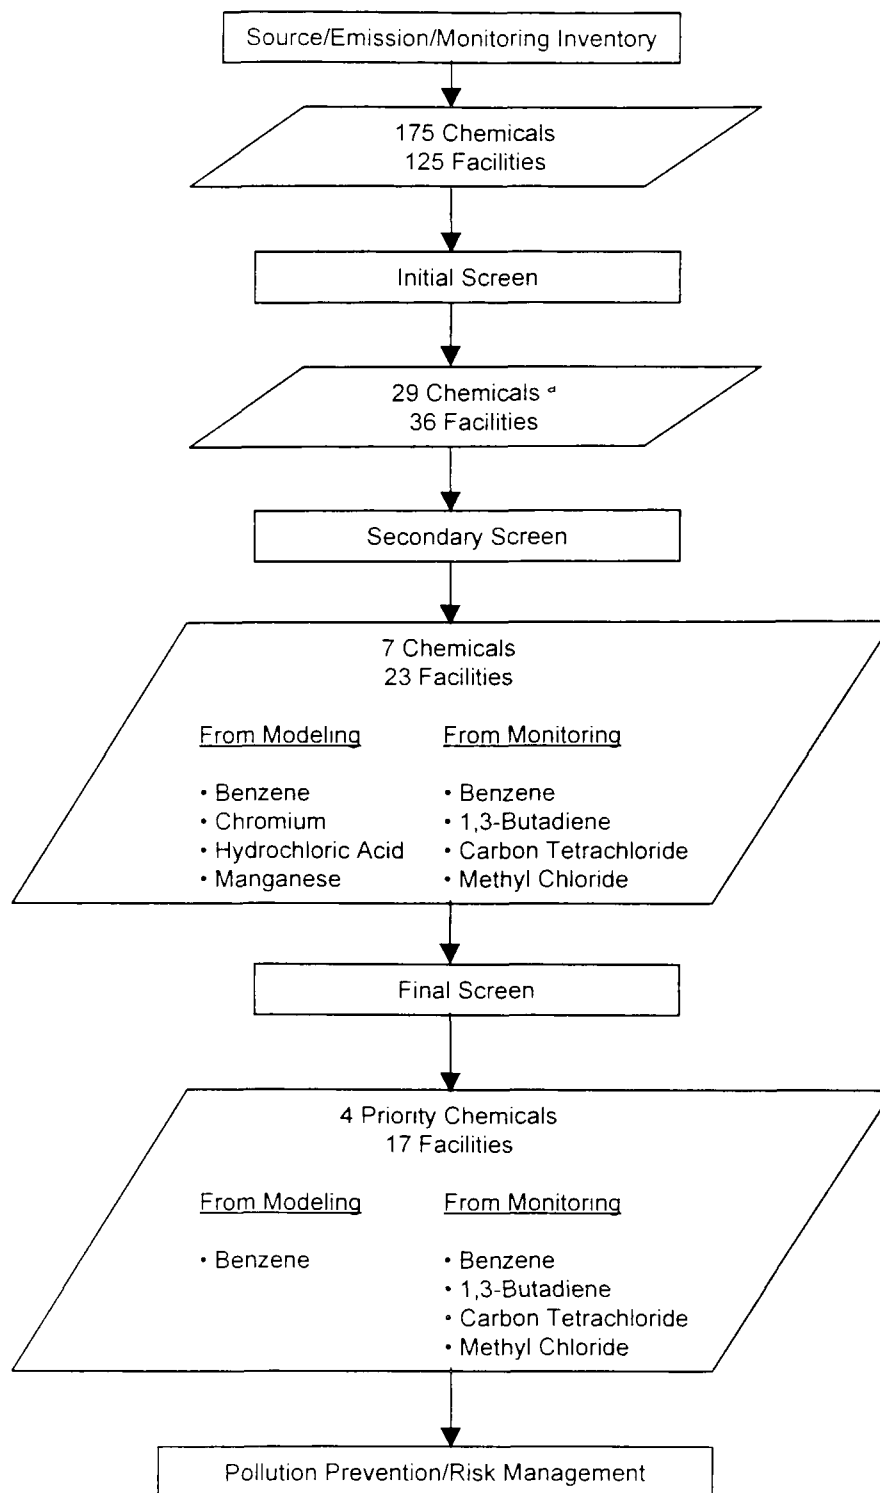 Source/Emission/Monitoring Inventory
175 Chemicals
125 Facilities
Initial Screen
29 Chemicals a
36 Facilities
Secondary Screen
7 Chemicals
23 Facilities
From Modeling
• Benzene
• Chromium
• Hydrochloric Acid
• Manganese
From Monitoring
• Benzene
• 1,3-Butadiene
• Carbon Tetrachloride
• Methyl Chloride
Final Screen
4 Priority Chemicals
17 Facilities
From Modeling
• Benzene
From Monitoring
• Benzene
• 1,3-Butadiene
• Carbon Tetrachloride
• Methyl Chloride
Pollution Prevention/Risk Management